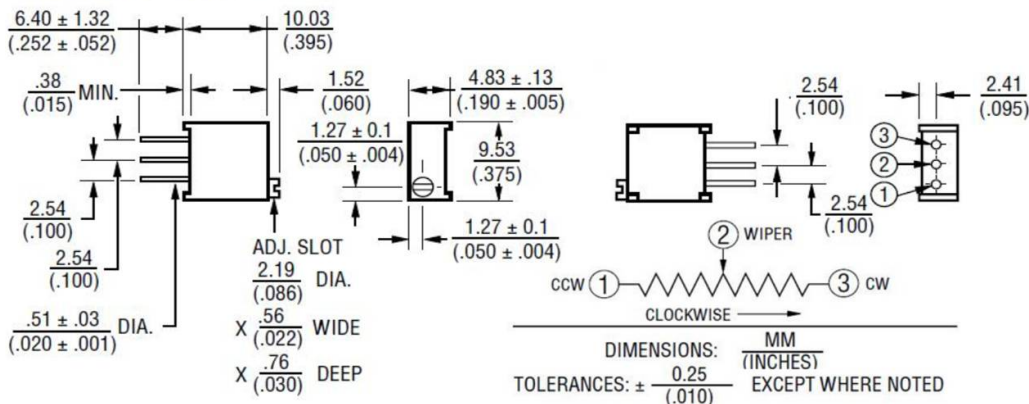 6.40 ± 1.32
(.252 ± .052)
10.03
(.395)
.38
(.015)
MIN.
1.52
(.060)
4.83 ± .13
(.190 ± .005)
1.27 ± 0.1
(.050 ± .004)
9.53
(.375)
2.54
(.100)
2.41
(.095)
3
2
1
2.54
(.100)
2.54
(.100)
2.54
(.100)
1.27 ± 0.1
(.050 ± .004)
.51 ± .03
(.020 ± .001)
DIA.
ADJ. SLOT
2.19
(.086)
DIA.
X .56
(.022)
WIDE
X .76
(.030)
DEEP
2 WIPER
CCW 1
3 CW
CLOCKWISE
DIMENSIONS: MM
(INCHES)
TOLERANCES: ± 0.25
(.010)
EXCEPT WHERE NOTED